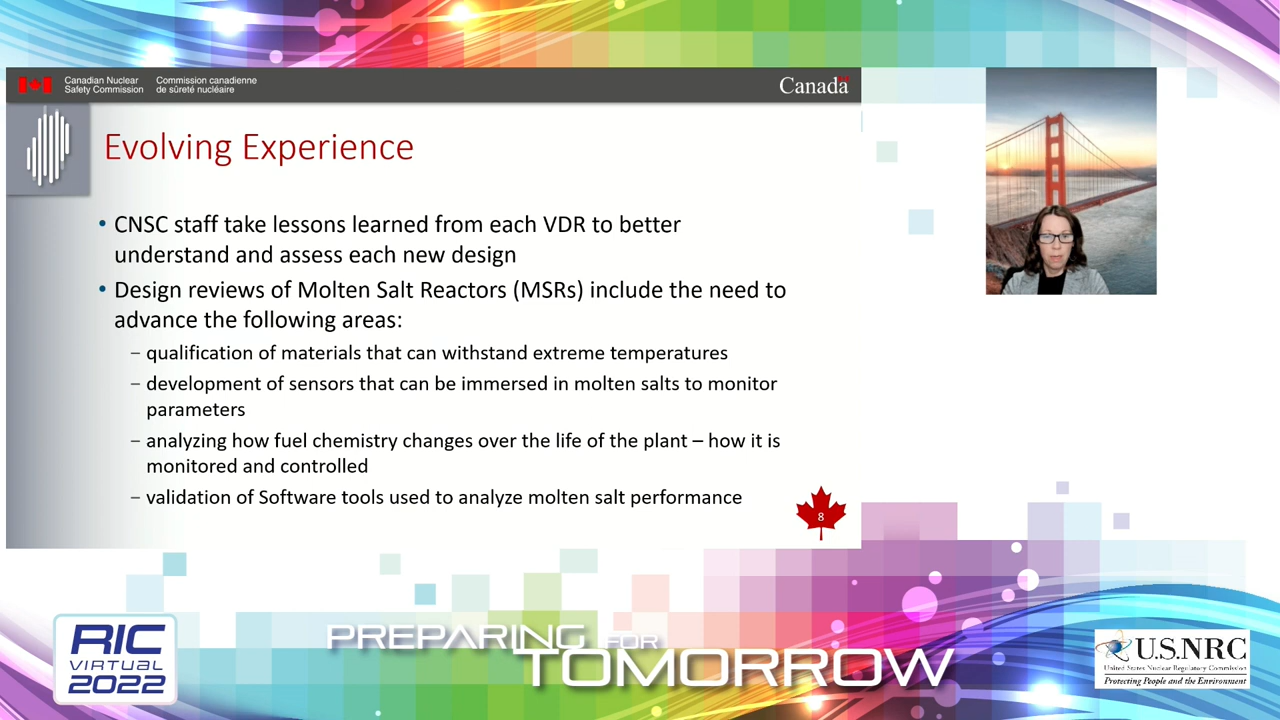 Canadian Nuclear
Safety Commission
Commission canadienne
de sûreté nucléaire
Canada
Evolving Experience
• CNSC staff take lessons learned from each VDR to better
understand and assess each new design
• Design reviews of Molten Salt Reactors (MSRs) include the need to
advance the following areas:
– qualification of materials that can withstand extreme temperatures
– development of sensors that can be immersed in molten salts to monitor
parameters
– analyzing how fuel chemistry changes over the life of the plant – how it is
monitored and controlled
– validation of Software tools used to analyze molten salt performance
8
RIC
VIRTUAL
2022
PREPARING FOR
TOMORROW
U.S.NRC
United States Nuclear Regulatory Commission
Protecting People and the Environment